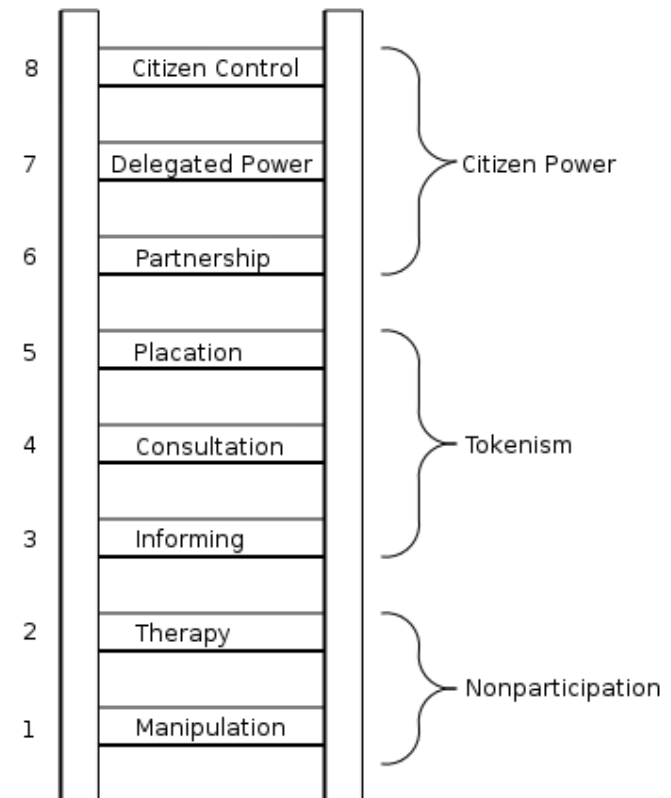 8 Citizen Control
7 Delegated Power Citizen Power
6 Partnership
5 Placation
4 Consultation Tokenism
3 Informing
2 Therapy
Nonparticipation
1 Manipulation